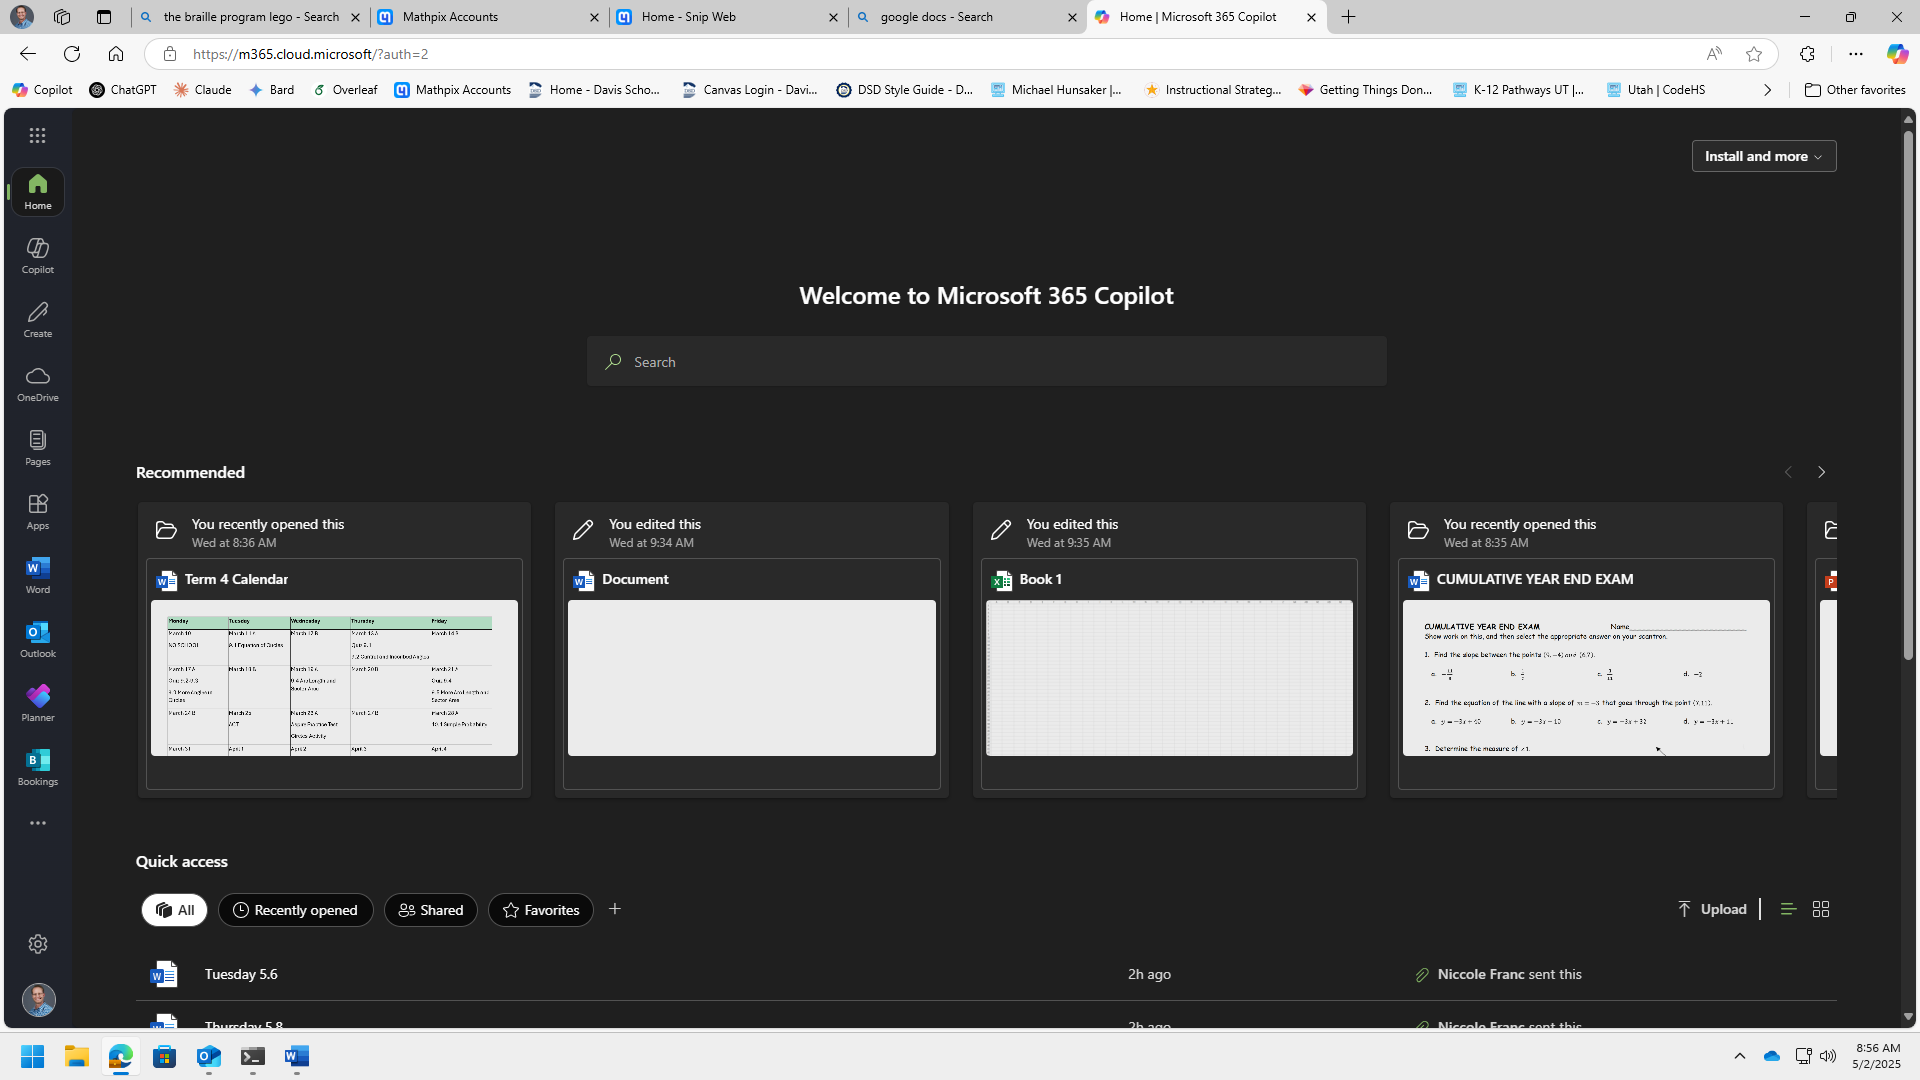 the braille program lego - Search
Mathpix Accounts
Home - Snip Web
google docs - Search
Home | Microsoft 365 Copilot
https://m365.cloud.microsoft/?auth=2
Copilot
ChatGPT
Claude
Bard
Overleaf
Mathpix Accounts
Home - Davis Scho...
Canvas Login - Davi...
DSD Style Guide - D...
Michael Hunsaker |...
Instructional Strateg...
Getting Things Don...
K-12 Pathways UT |...
Utah | CodeHS
Other favorites
Install and more
Home
Copilot
Create
OneDrive
Pages
Apps
Word
Outlook
Planner
Bookings
Welcome to Microsoft 365 Copilot
Search
Recommended
You recently opened this
Wed at 8:36 AM
Term 4 Calendar
Monday Tuesday Wednesday Thursday Friday
NO SCHOOL
You edited this
Wed at 9:34 AM
Document
You edited this
Wed at 9:35 AM
Book 1
You recently opened this
Wed at 8:35 AM
CUMULATIVE YEAR END EXAM
CUMULATIVE YEAR END EXAM Name
Show work on this, and then select the appropriate answer on your scantron.
1. Find the slope between the points (9, −4) and (6,7).
2. Find the equation of the line with a slope of m = −3 that goes through the point (7,11).
3. Determine the measure of
Quick access
All
Recently opened
Shared
Favorites
Upload
Tuesday 5.6
2h ago
Niccole Franc sent this
Thursday 5.8
2h ago
Niccole Franc sent this
8:56 AM
5/2/2025